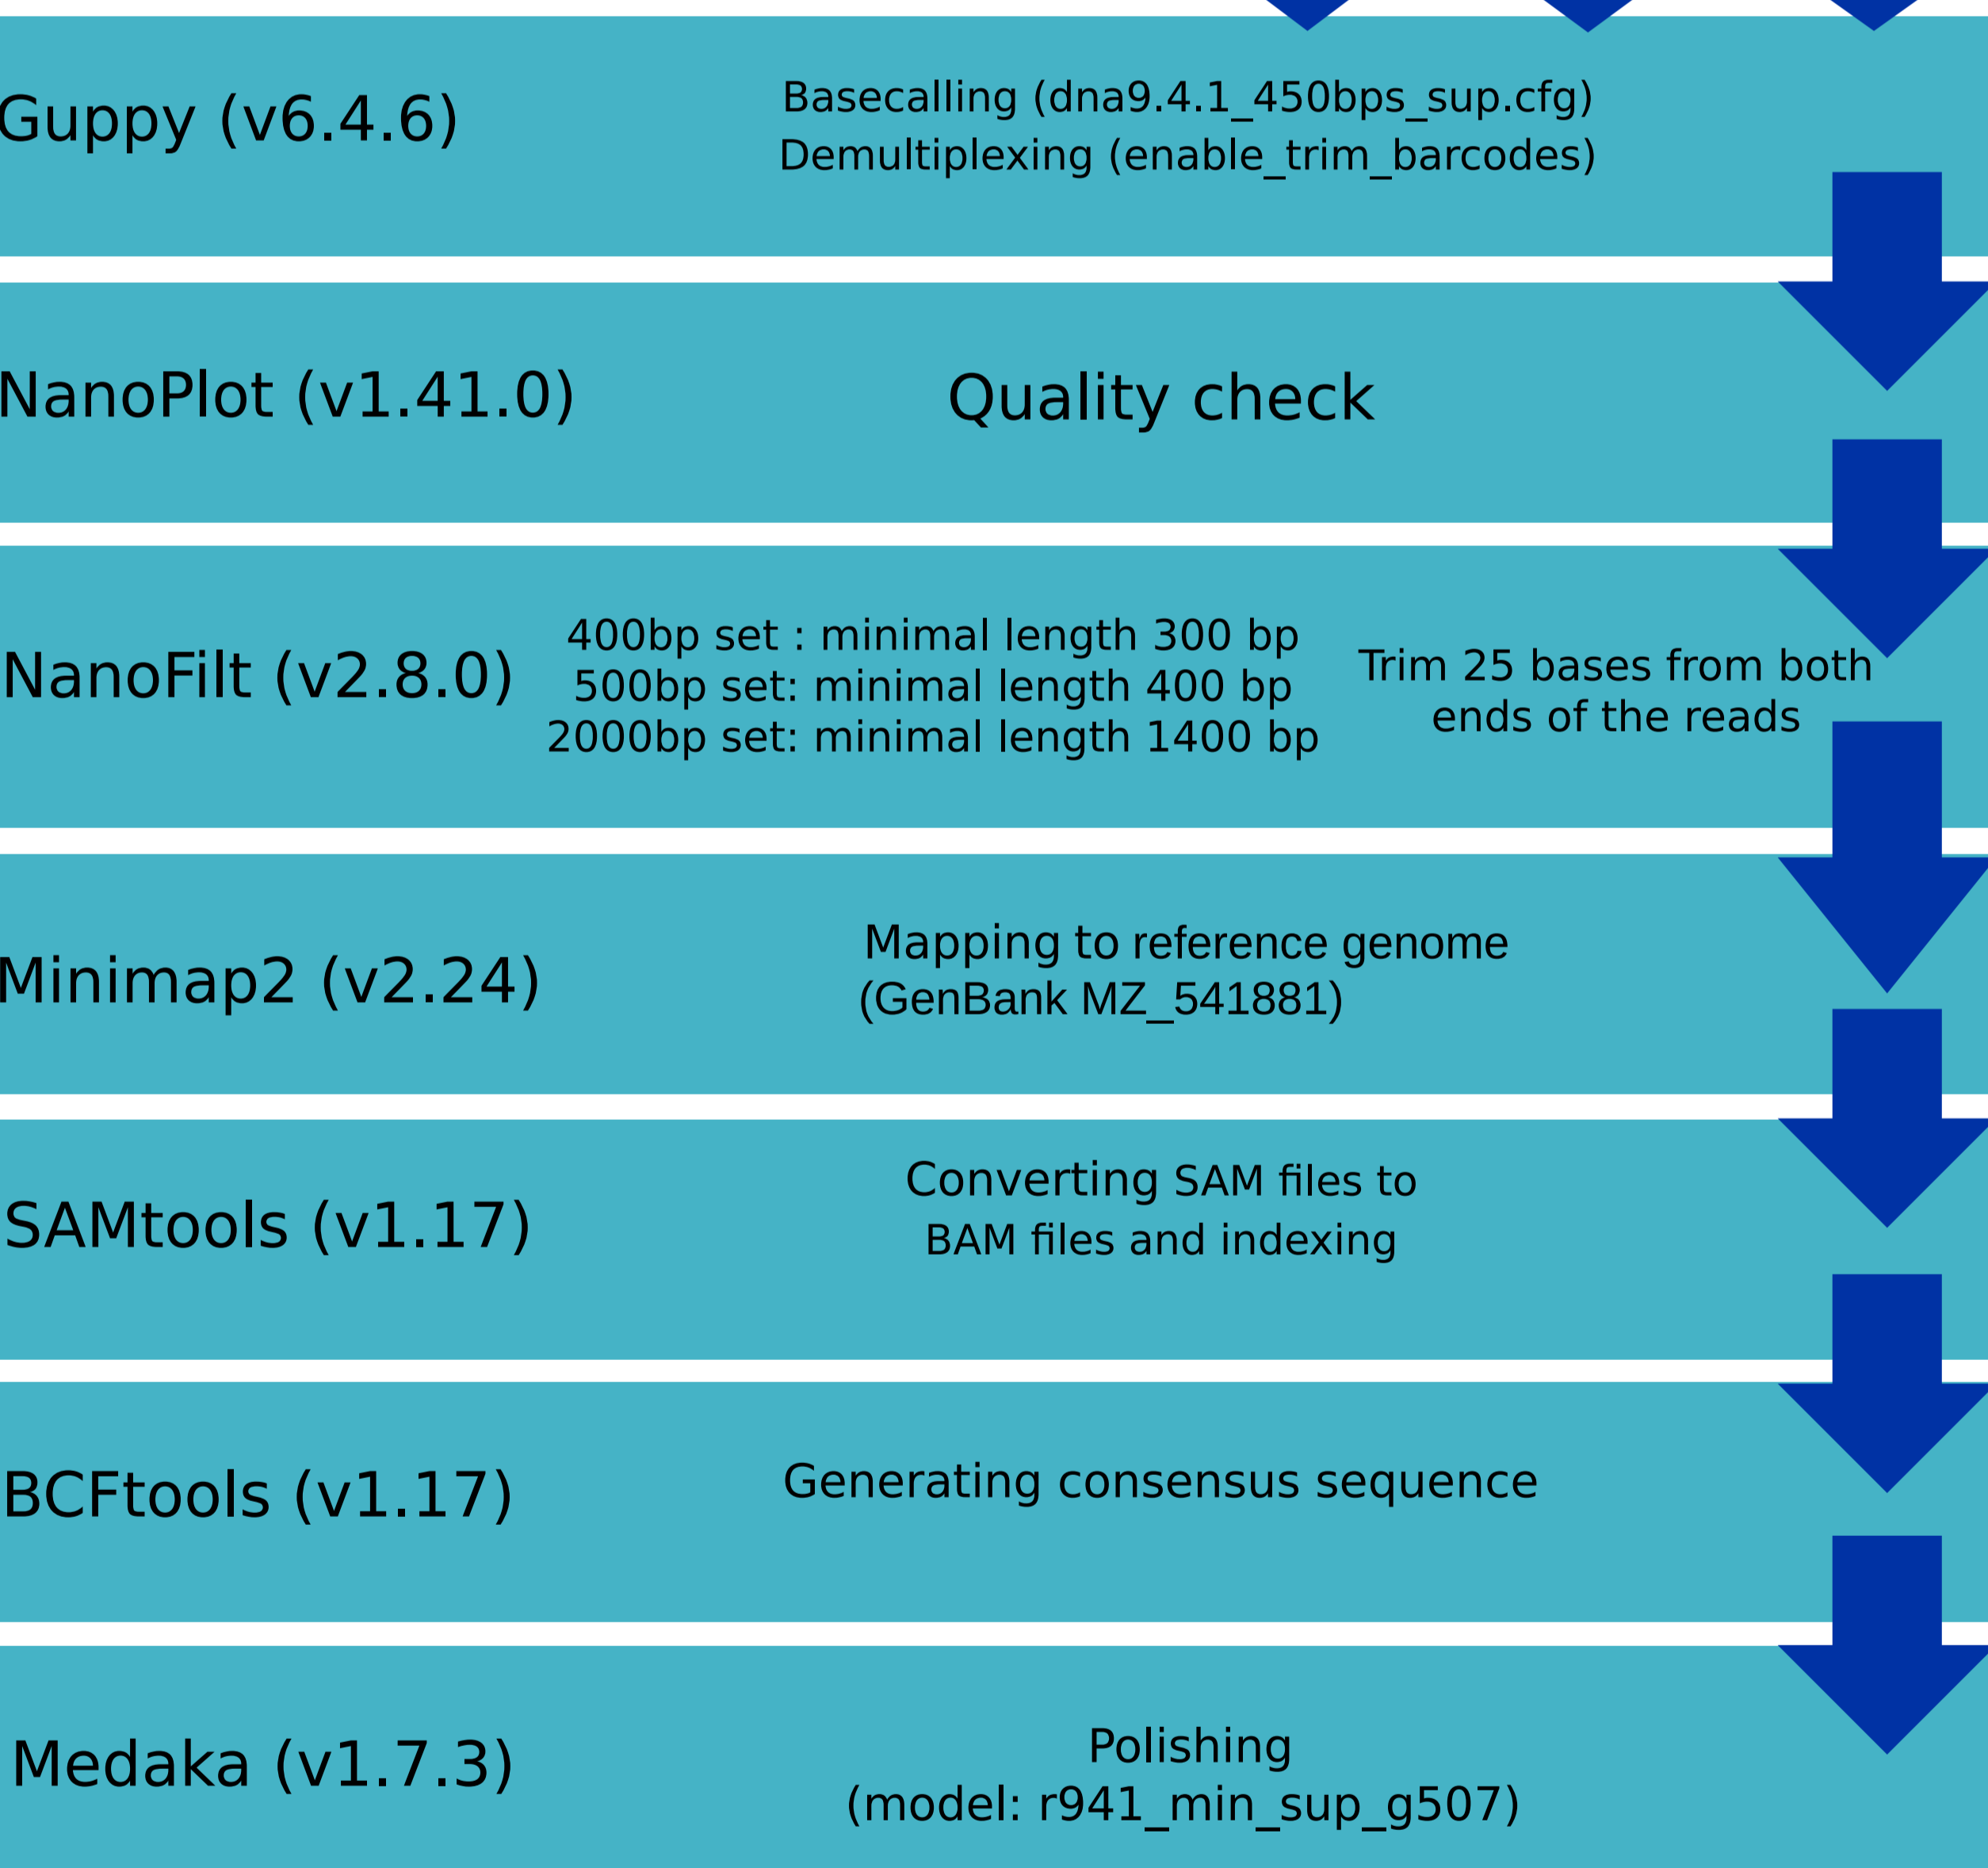 Guppy (v6.4.6)
Basecalling (dna9.4.1_450bps_sup.cfg)
Demultiplexing (enable_trim_barcodes)
NanoPlot (v1.41.0)
Quality check
NanoFilt (v2.8.0)
400bp set : minimal length 300 bp
500bp set: minimal length 400 bp
2000bp set: minimal length 1400 bp
Trim 25 bases from both
ends of the reads
Minimap2 (v2.24)
Mapping to reference genome
(GenBank MZ_541881)
SAMtools (v1.17)
Converting SAM files to
BAM files and indexing
BCFtools (v1.17)
Generating consensus sequence
Medaka (v1.7.3)
Polishing
(model: r941_min_sup_g507)